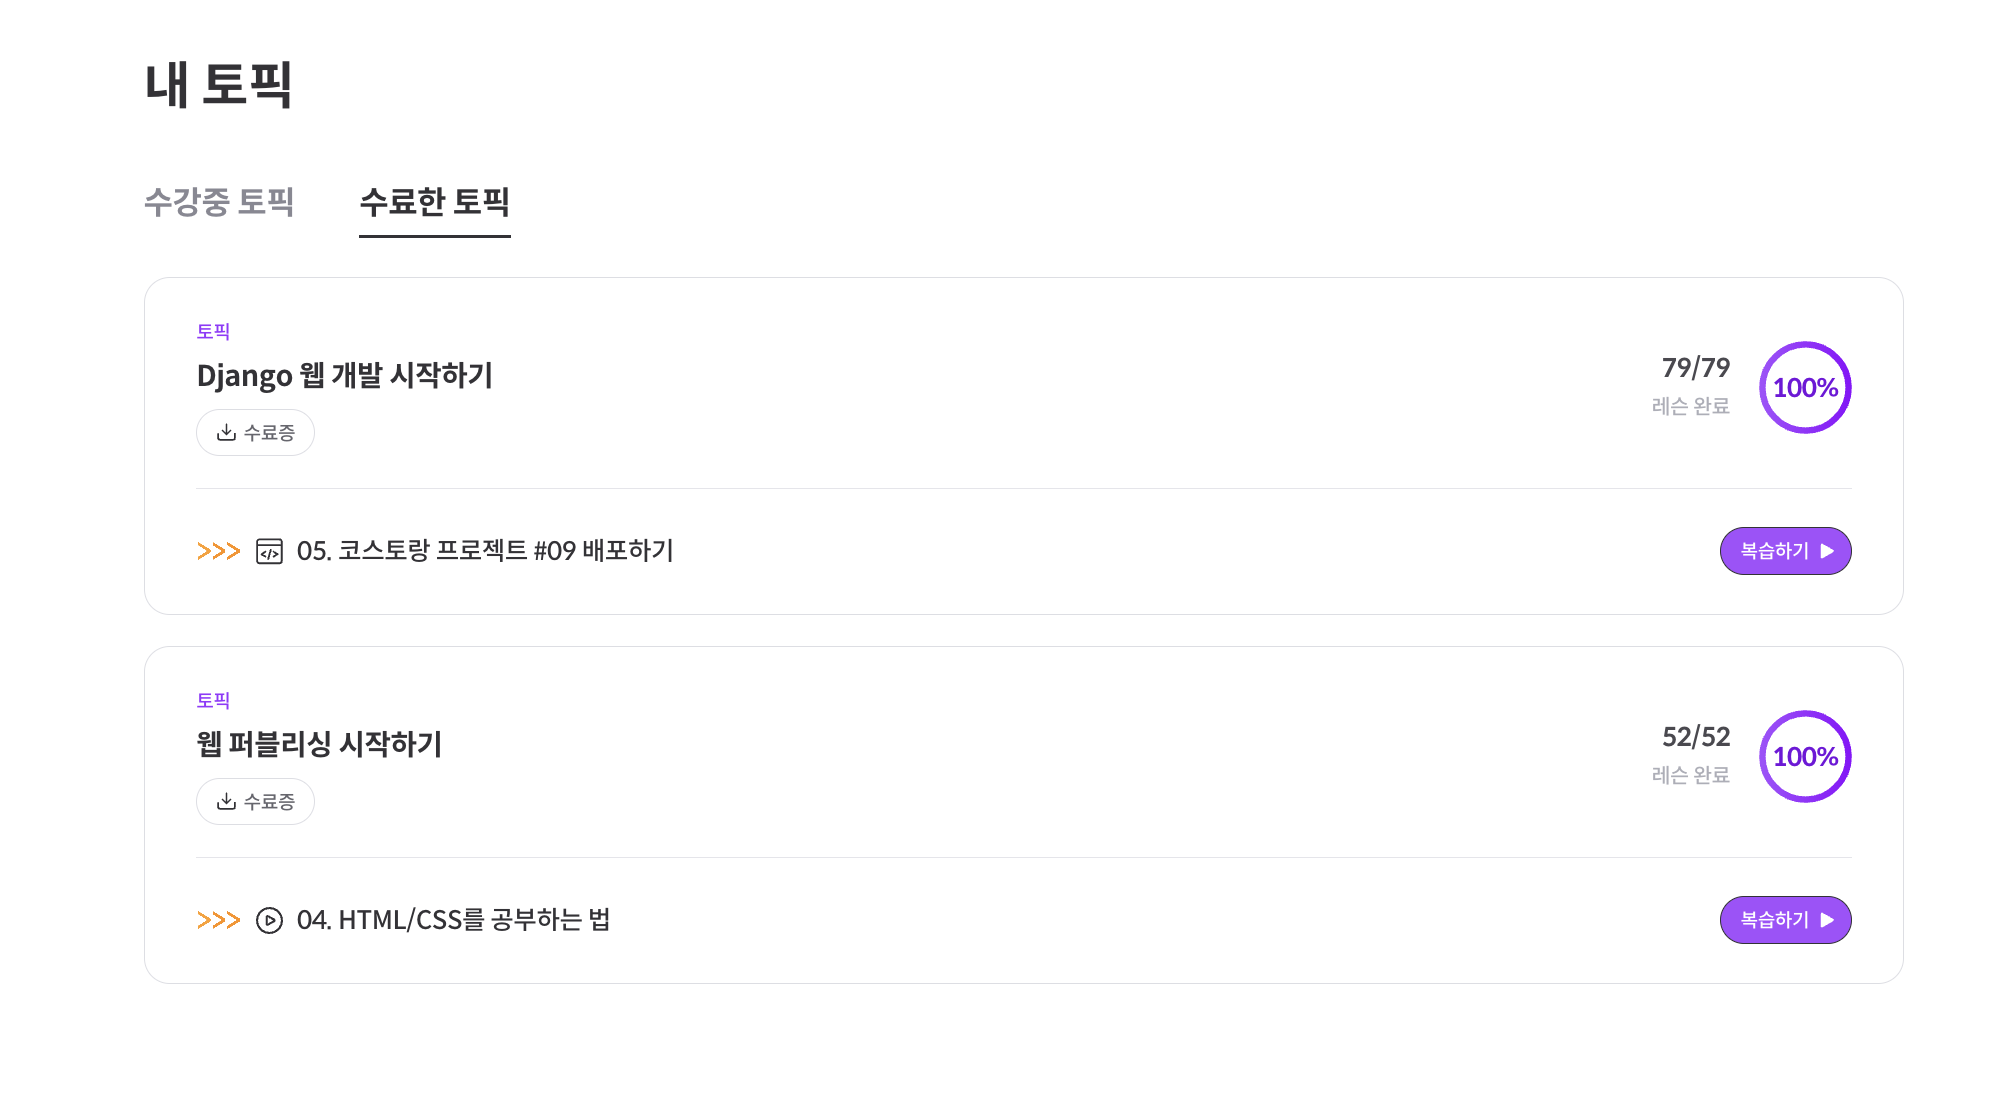 내 토픽
수강중 토픽 수료한 토픽
토픽
Django 웹 개발 시작하기
수료증
79/79
레슨 완료
100%
>>> 05. 코스토랑 프로젝트 #09 배포하기
복습하기
토픽
웹 퍼블리싱 시작하기
수료증
52/52
레슨 완료
100%
>>> 04. HTML/CSS를 공부하는 법
복습하기